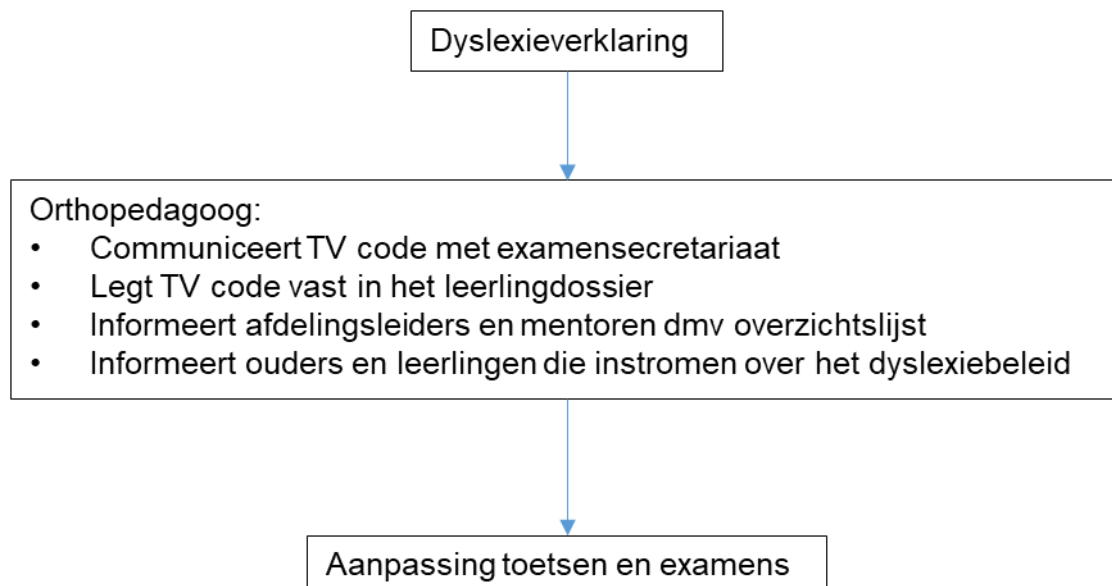 Dyslexieverklaring
Orthopedagoog:
• Communiceert TV code met examensecretariaat
• Legt TV code vast in het leerlingdossier
• Informeert afdelingsleiders en mentoren dmv overzichtslijst
• Informeert ouders en leerlingen die instromen over het dyslexiebeleid
Aanpassing toetsen en examens